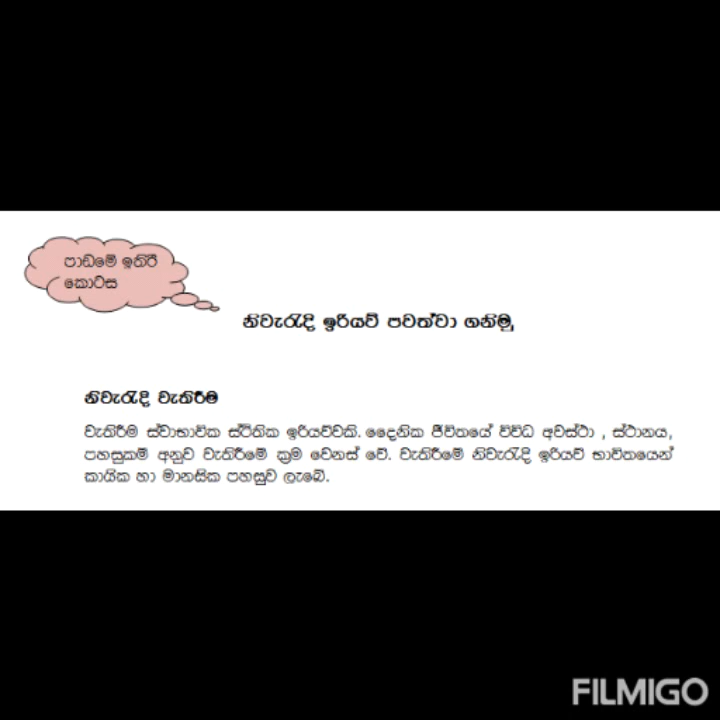 පාඩමේ ඉතිරි
කොටස
නිවැරැදි ඉරියව් පවත්වා ගනිමු
නිවැරැදි වැතිරීම
වැතිරීම ස්වාභාවික ස්ථිතික ඉරියව්වකි. දෛනික ජීවිතයේ විවිධ අවස්ථා , ස්ථානය,
පහසුකම් අනුව වැතිරීමේ ක්‍රම වෙනස් වේ. වැතිරීමේ නිවැරැදි ඉරියව් භාවිතයෙන්
කායික හා මානසික පහසුව ලැබේ.
FILMIGO